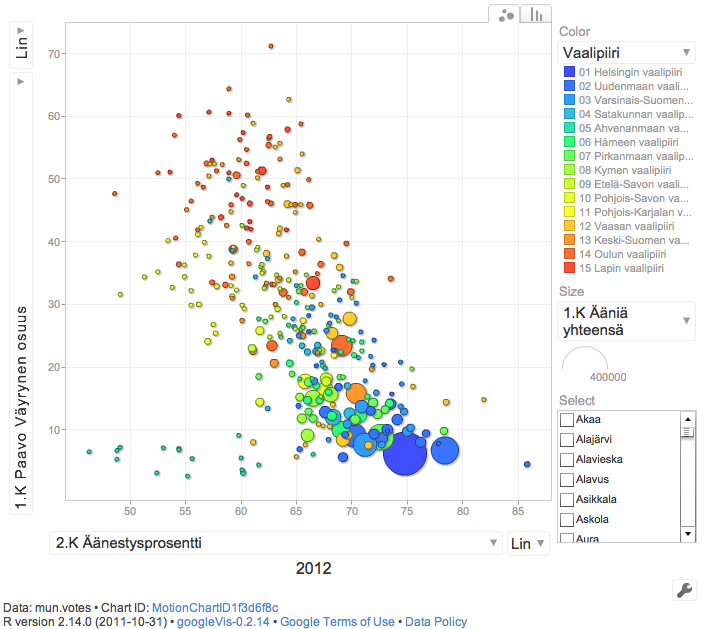 Lin
1.K Paavo Väyrynen osuus
70
60
50
40
30
20
10
50
55
60
65
70
75
80
85
2.K Äänestysprosentti
Lin
2012
Color
Vaalipiiri
01 Helsingin vaalipiiri
02 Uudenmaan vaali...
03 Varsinais-Suomen...
04 Satakunnan vaalip...
05 Ahvenanmaan va...
06 Hämeen vaalipiiri
07 Pirkanmaan vaalip...
08 Kymen vaalipiiri
09 Etelä-Savon vaali...
10 Pohjois-Savon vaali...
11 Pohjois-Karjalan v...
12 Vaasan vaalipiiri
13 Keski-Suomen va...
14 Oulun vaalipiiri
15 Lapin vaalipiiri
Size
1.K Ääniä
yhteensä
400000
Select
Akaa
Alajärvi
Alavieska
Alavus
Asikkala
Askola
Aura
Data: mun.votes • Chart ID: MotionChartID1f3d6f8c
R version 2.14.0 (2011-10-31) • googleVis-0.2.14 • Google Terms of Use • Data Policy